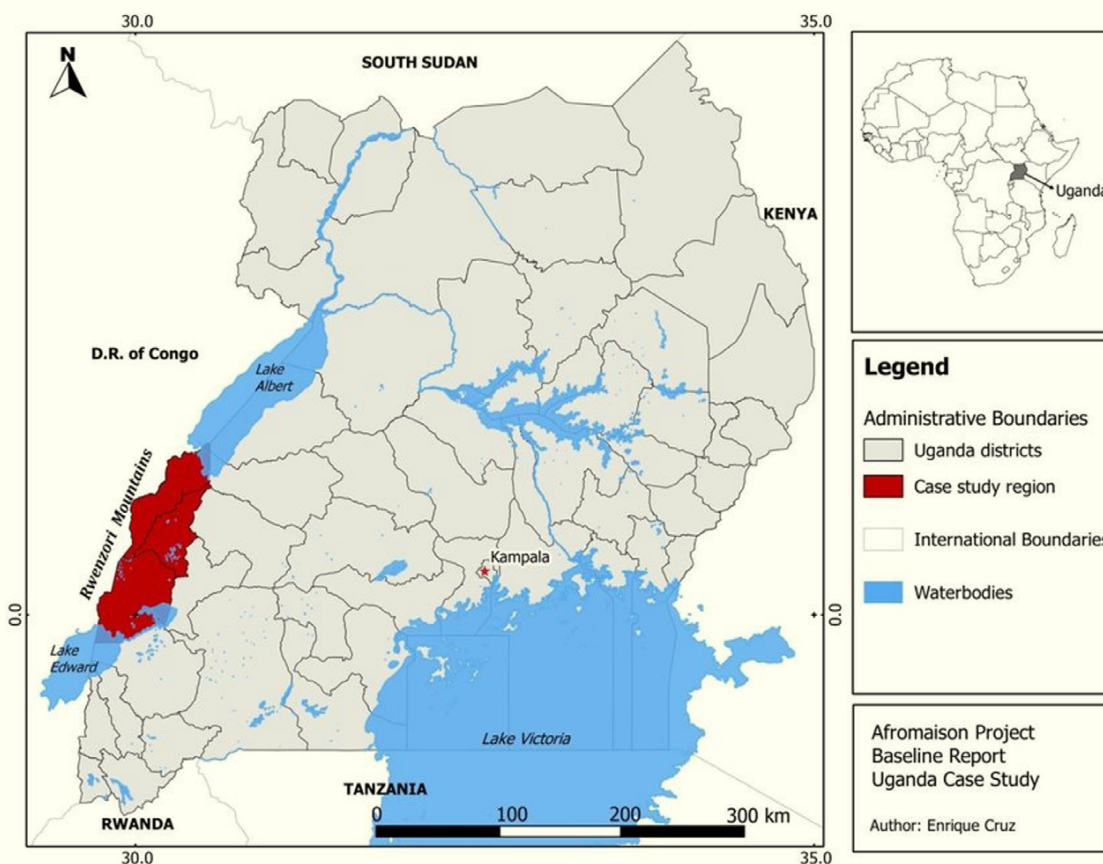 30.0
35.0
N
SOUTH SUDAN
KENYA
D.R. of Congo
Lake
Albert
Rwenzori Mountains
Kampala
0.0
0.0
Lake
Edward
Lake Victoria
TANZANIA
RWANDA
0 100 200 300 km
30.0
35.0
Uganda
Legend
Administrative Boundaries
Uganda districts
Case study region
International Boundaries
Waterbodies
Afromaison Project
Baseline Report
Uganda Case Study
Author: Enrique Cruz